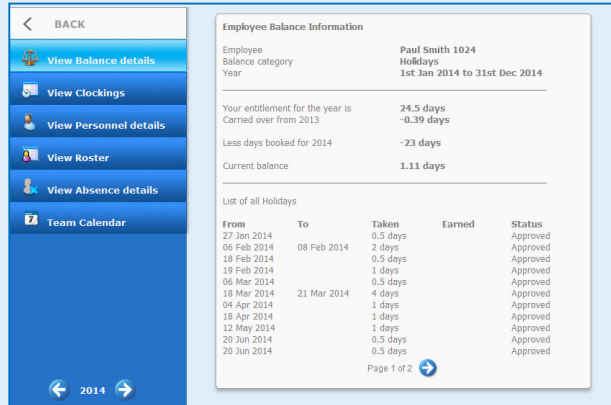 BACK
View Balance details
View Clockings
View Personnel details
View Roster
View Absence details
7 Team Calendar
2014
Employee Balance Information
Employee Paul Smith 1024
Balance category Holidays
Year 1st Jan 2014 to 31st Dec 2014
Your entitlement for the year is 24.5 days
Carried over from 2013 -0.39 days
Less days booked for 2014 -23 days
Current balance 1.11 days
List of all Holidays
From To Taken Earned Status
27 Jan 2014 0.5 days Approved
06 Feb 2014 08 Feb 2014 2 days Approved
18 Feb 2014 0.5 days Approved
19 Feb 2014 1 days Approved
06 Mar 2014 0.5 days Approved
18 Mar 2014 21 Mar 2014 4 days Approved
04 Apr 2014 1 days Approved
18 Apr 2014 1 days Approved
12 May 2014 1 days Approved
20 Jun 2014 0.5 days Approved
20 Jun 2014 0.5 days Approved
Page 1 of 2